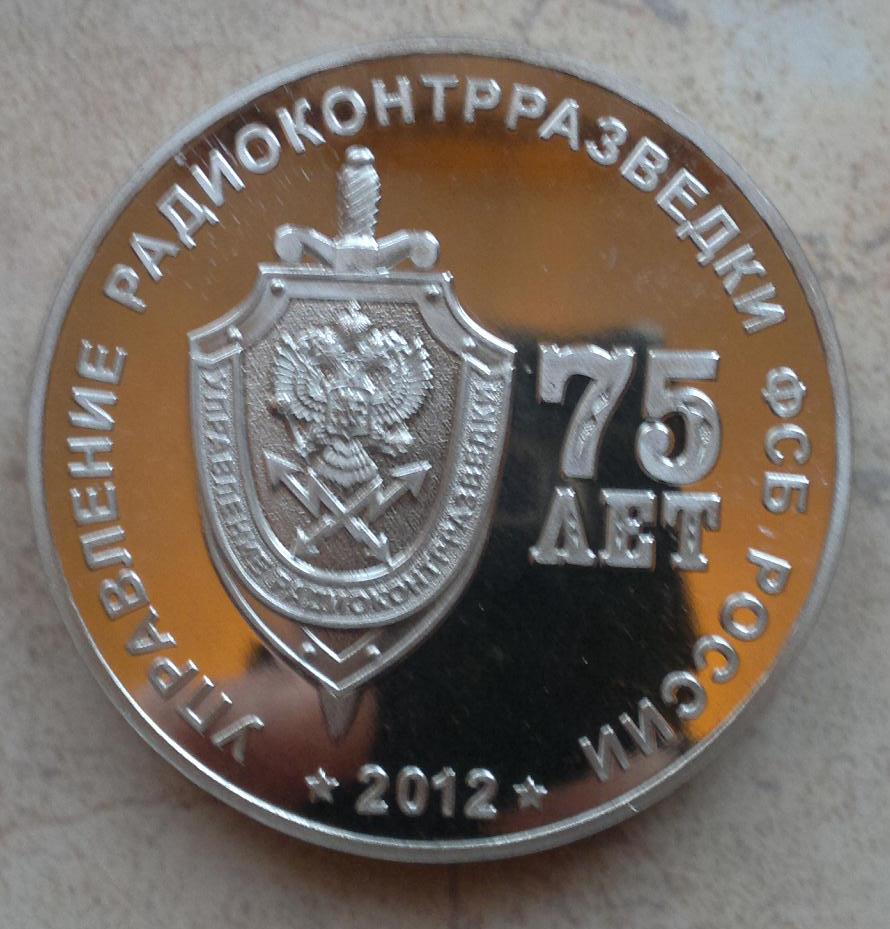 УПРАВЛЕНИЕ РАДИОКОНТРРАЗВЕДКИ ФСБ РОССИИ
УПРАВЛЕНИЕ РАДИОКОНТРРАЗВЕДКИ
75
ЛЕТ
2012